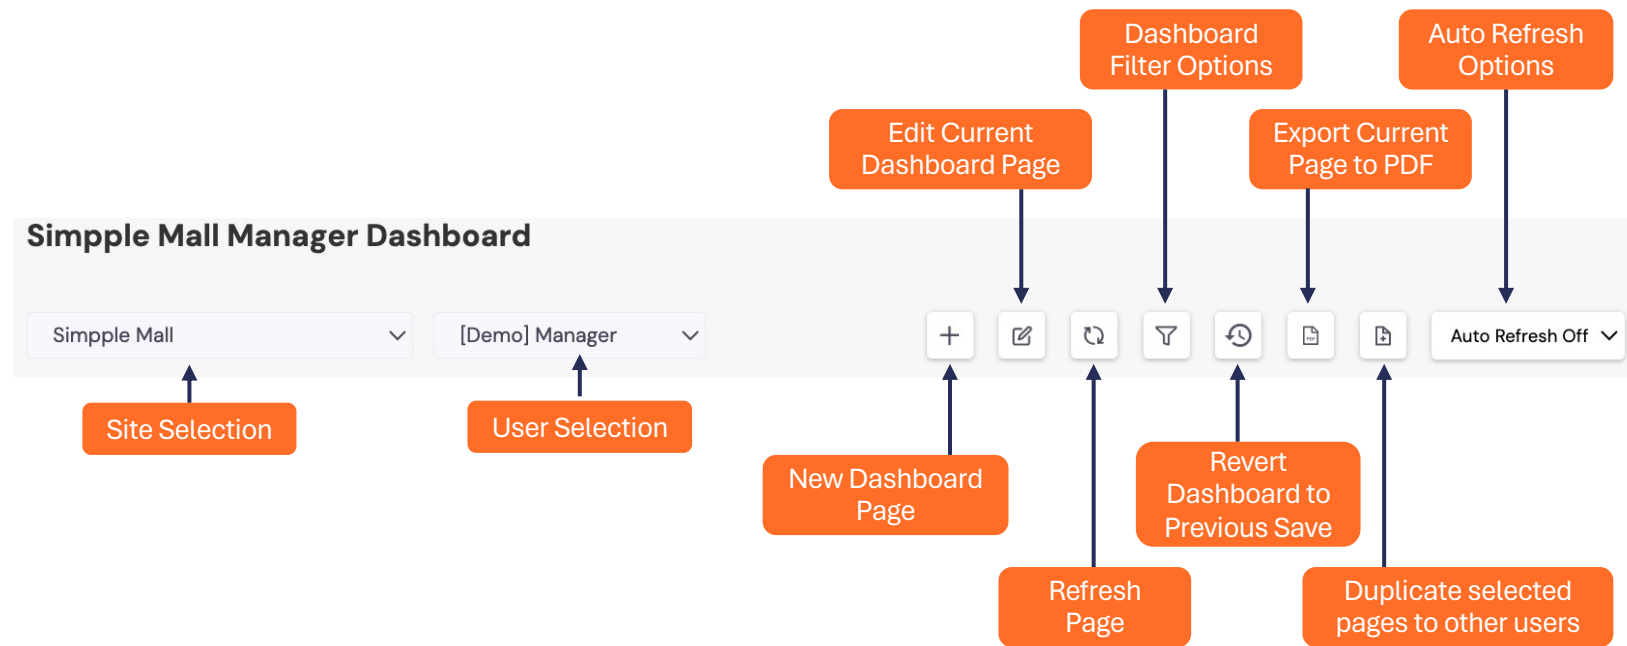 Dashboard
Filter Options
Auto Refresh
Options
Edit Current
Dashboard Page
Export Current
Page to PDF
Simpple Mall Manager Dashboard
Simpple Mall
[Demo] Manager
PDF
Auto Refresh Off
Site Selection
User Selection
New Dashboard
Page
Revert
Dashboard to
Previous Save
Refresh
Page
Duplicate selected
pages to other users